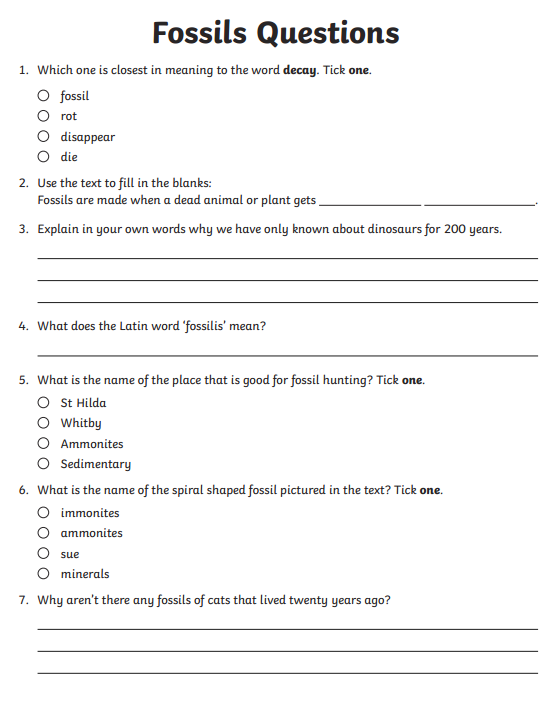 Fossils Questions
1. Which one is closest in meaning to the word decay. Tick one.
fossil
rot
disappear
die
2. Use the text to fill in the blanks:
Fossils are made when a dead animal or plant gets ________________ _________________.
3. Explain in your own words why we have only known about dinosaurs for 200 years.
4. What does the Latin word ‘fossilis’ mean?
5. What is the name of the place that is good for fossil hunting? Tick one.
St Hilda
Whitby
Ammonites
Sedimentary
6. What is the name of the spiral shaped fossil pictured in the text? Tick one.
immonites
ammonites
sue
minerals
7. Why aren’t there any fossils of cats that lived twenty years ago?